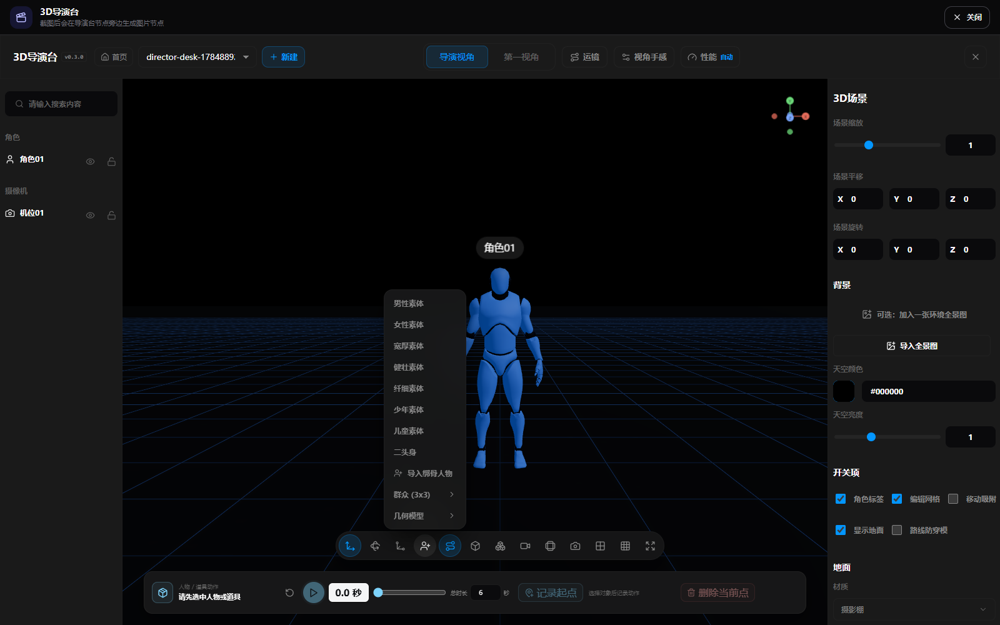 3D导演台
截图后会在导演台节点旁边生成图片节点
关闭
3D导演台 v0.3.0 首页 director-desk-1784889 新建 导演视角 第一视角 运镜 视角手感 性能 自动
请输入搜索内容
角色
角色01
摄像机
机位01
角色01
男性素体
女性素体
宽厚素体
健壮素体
纤细素体
少年素体
儿童素体
二头身
导入绑骨人物
群众 (3x3)
几何模型
人物 / 道具动作
请先选中人物或道具
0.0 秒 总时长 6 秒 记录起点 选择对象后记录动作 删除当前点
3D场景
场景缩放
1
场景平移
X 0 Y 0 Z 0
场景旋转
X 0 Y 0 Z 0
背景
可选：加入一张环境全景图
导入全景图
天空颜色
#000000
天空亮度
1
开关项
角色标签 编辑网格 移动吸附
显示地面 路线防穿模
地面
材质
摄影棚